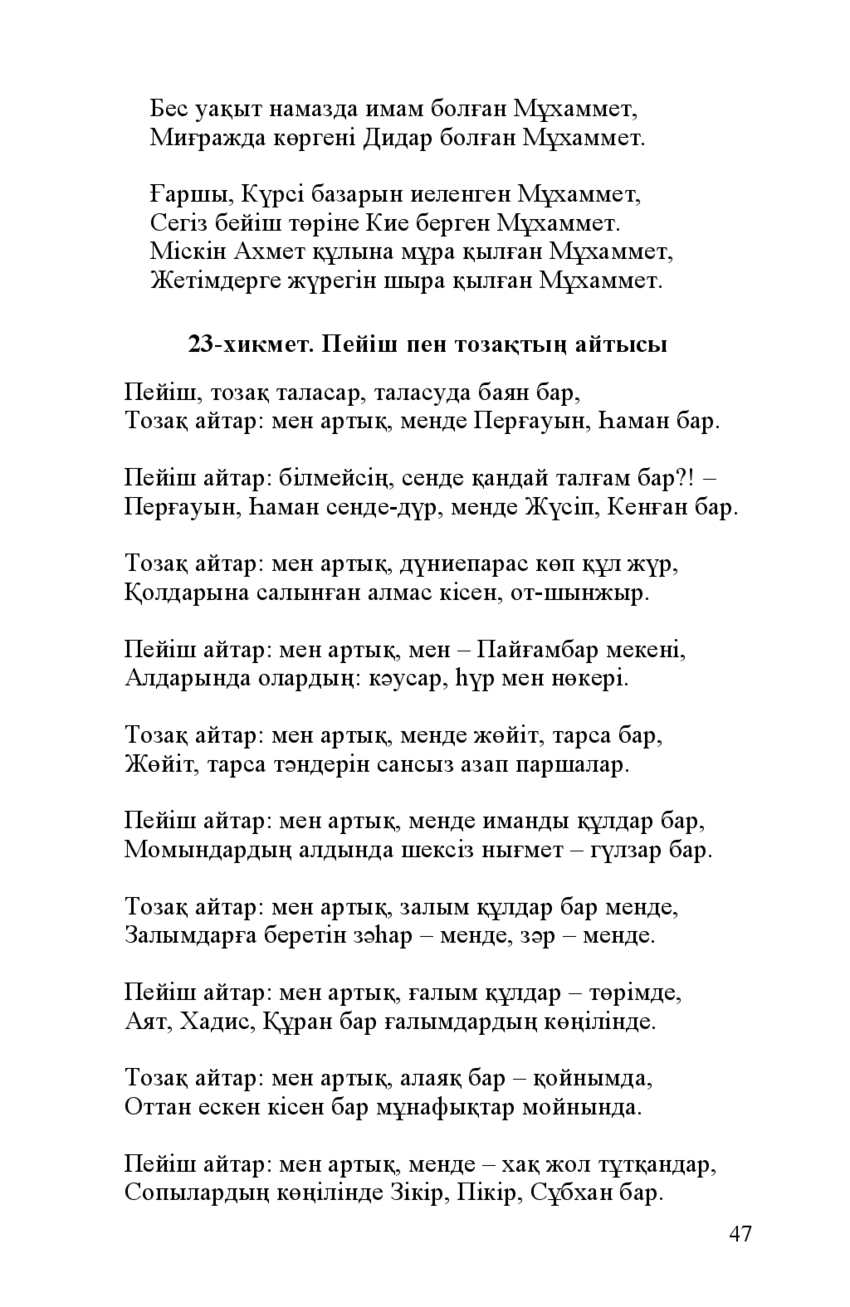 Бес уақыт намазда имам болған Мұхаммет,
Миғражда көргені Дидар болған Мұхаммет.
Ғаршы, Күрсі базарын иеленген Мұхаммет,
Сегіз бейіш төріне Кие берген Мұхаммет.
Міскін Ахмет құлына мұра қылған Мұхаммет,
Жетімдерге жүрегін шыра қылған Мұхаммет.
23-хикмет. Пейіш пен тозақтың айтысы
Пейіш, тозақ таласар, таласуда баян бар,
Тозақ айтар: мен артық, менде Перғауын, Һаман бар.
Пейіш айтар: білмейсің, сенде қандай талғам бар?! –
Перғауын, Һаман сенде-дүр, менде Жүсіп, Кенған бар.
Тозақ айтар: мен артық, дүниепарас көп құл жүр,
Қолдарына салынған алмас кісен, от-шынжыр.
Пейіш айтар: мен артық, мен – Пайғамбар мекені,
Алдарында олардың: кәусар, һүр мен нөкері.
Тозақ айтар: мен артық, менде жөйіт, тарса бар,
Жөйіт, тарса тәндерін сансыз азап паршалар.
Пейіш айтар: мен артық, менде иманды құлдар бар,
Момындардың алдында шексіз нығмет – гүлзар бар.
Тозақ айтар: мен артық, залым құлдар бар менде,
Залымдарға беретін зәһар – менде, зәр – менде.
Пейіш айтар: мен артық, ғалым құлдар – төрімде,
Аят, Хадис, Құран бар ғалымдардың көңілінде.
Тозақ айтар: мен артық, алаяқ бар – қойнымда,
Оттан ескен кісен бар мұнафықтар мойнында.
Пейіш айтар: мен артық, менде – хақ жол тұтқандар,
Сопылардың көңілінде Зікір, Пікір, Сұбхан бар.
47